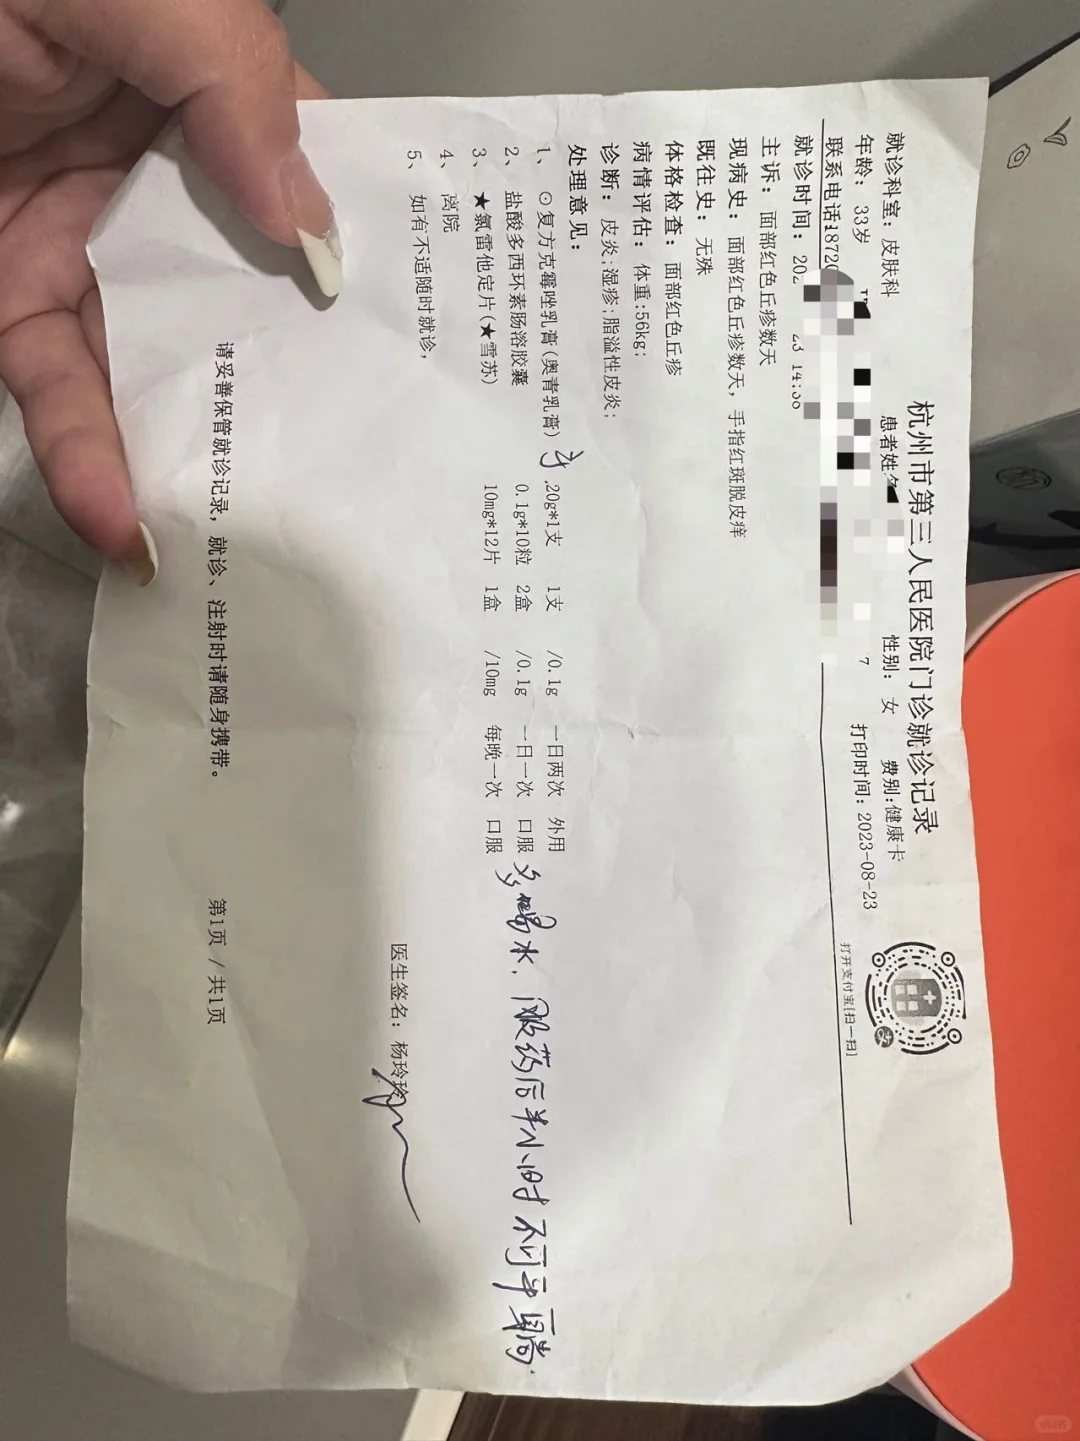 杭州市第三人民医院门诊就诊记录
就诊科室：皮肤科 患者姓名 性别：女 费别:健康卡
年龄：33岁 7 打印时间：2023-08-23
联系电话:18720
打开支付宝[扫一扫]
就诊时间：202 23 14:38
主诉：面部红色丘疹数天
现病史：面部红色丘疹数天，手指红斑脱皮痒
既往史：无殊
体格检查：面部红色丘疹
病情评估：体重:56kg;
诊断：皮炎;湿疹;脂溢性皮炎;
处理意见：
1、⊙复方克霉唑乳膏(奥青乳膏) 20g*1支 1支 /0.1g 一日两次 外用
2、盐酸多西环素肠溶胶囊 0.1g*10粒 2盒 /0.1g 一日一次 口服 多喝水，服药后半小时不可平躺.
3、★氯雷他定片(★雪苏) 10mg*12片 1盒 /10mg 每晚一次 口服
4、离院
5、如有不适随时就诊，
医生签名：杨玲玲
请妥善保管就诊记录，就诊、注射时请随身携带。 第1页 / 共1页